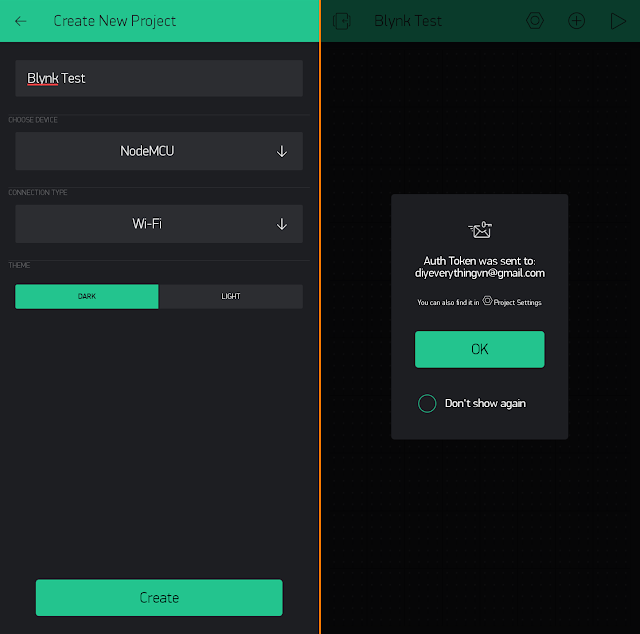 Create New Project
Blynk Test
CHOOSE DEVICE
NodeMCU
CONNECTION TYPE
Wi-Fi
THEME
DARK
LIGHT
Create
Blynk Test
Auth Token was sent to:
diyeverythingvn@gmail.com
You can also find it in Project Settings
OK
Don't show again